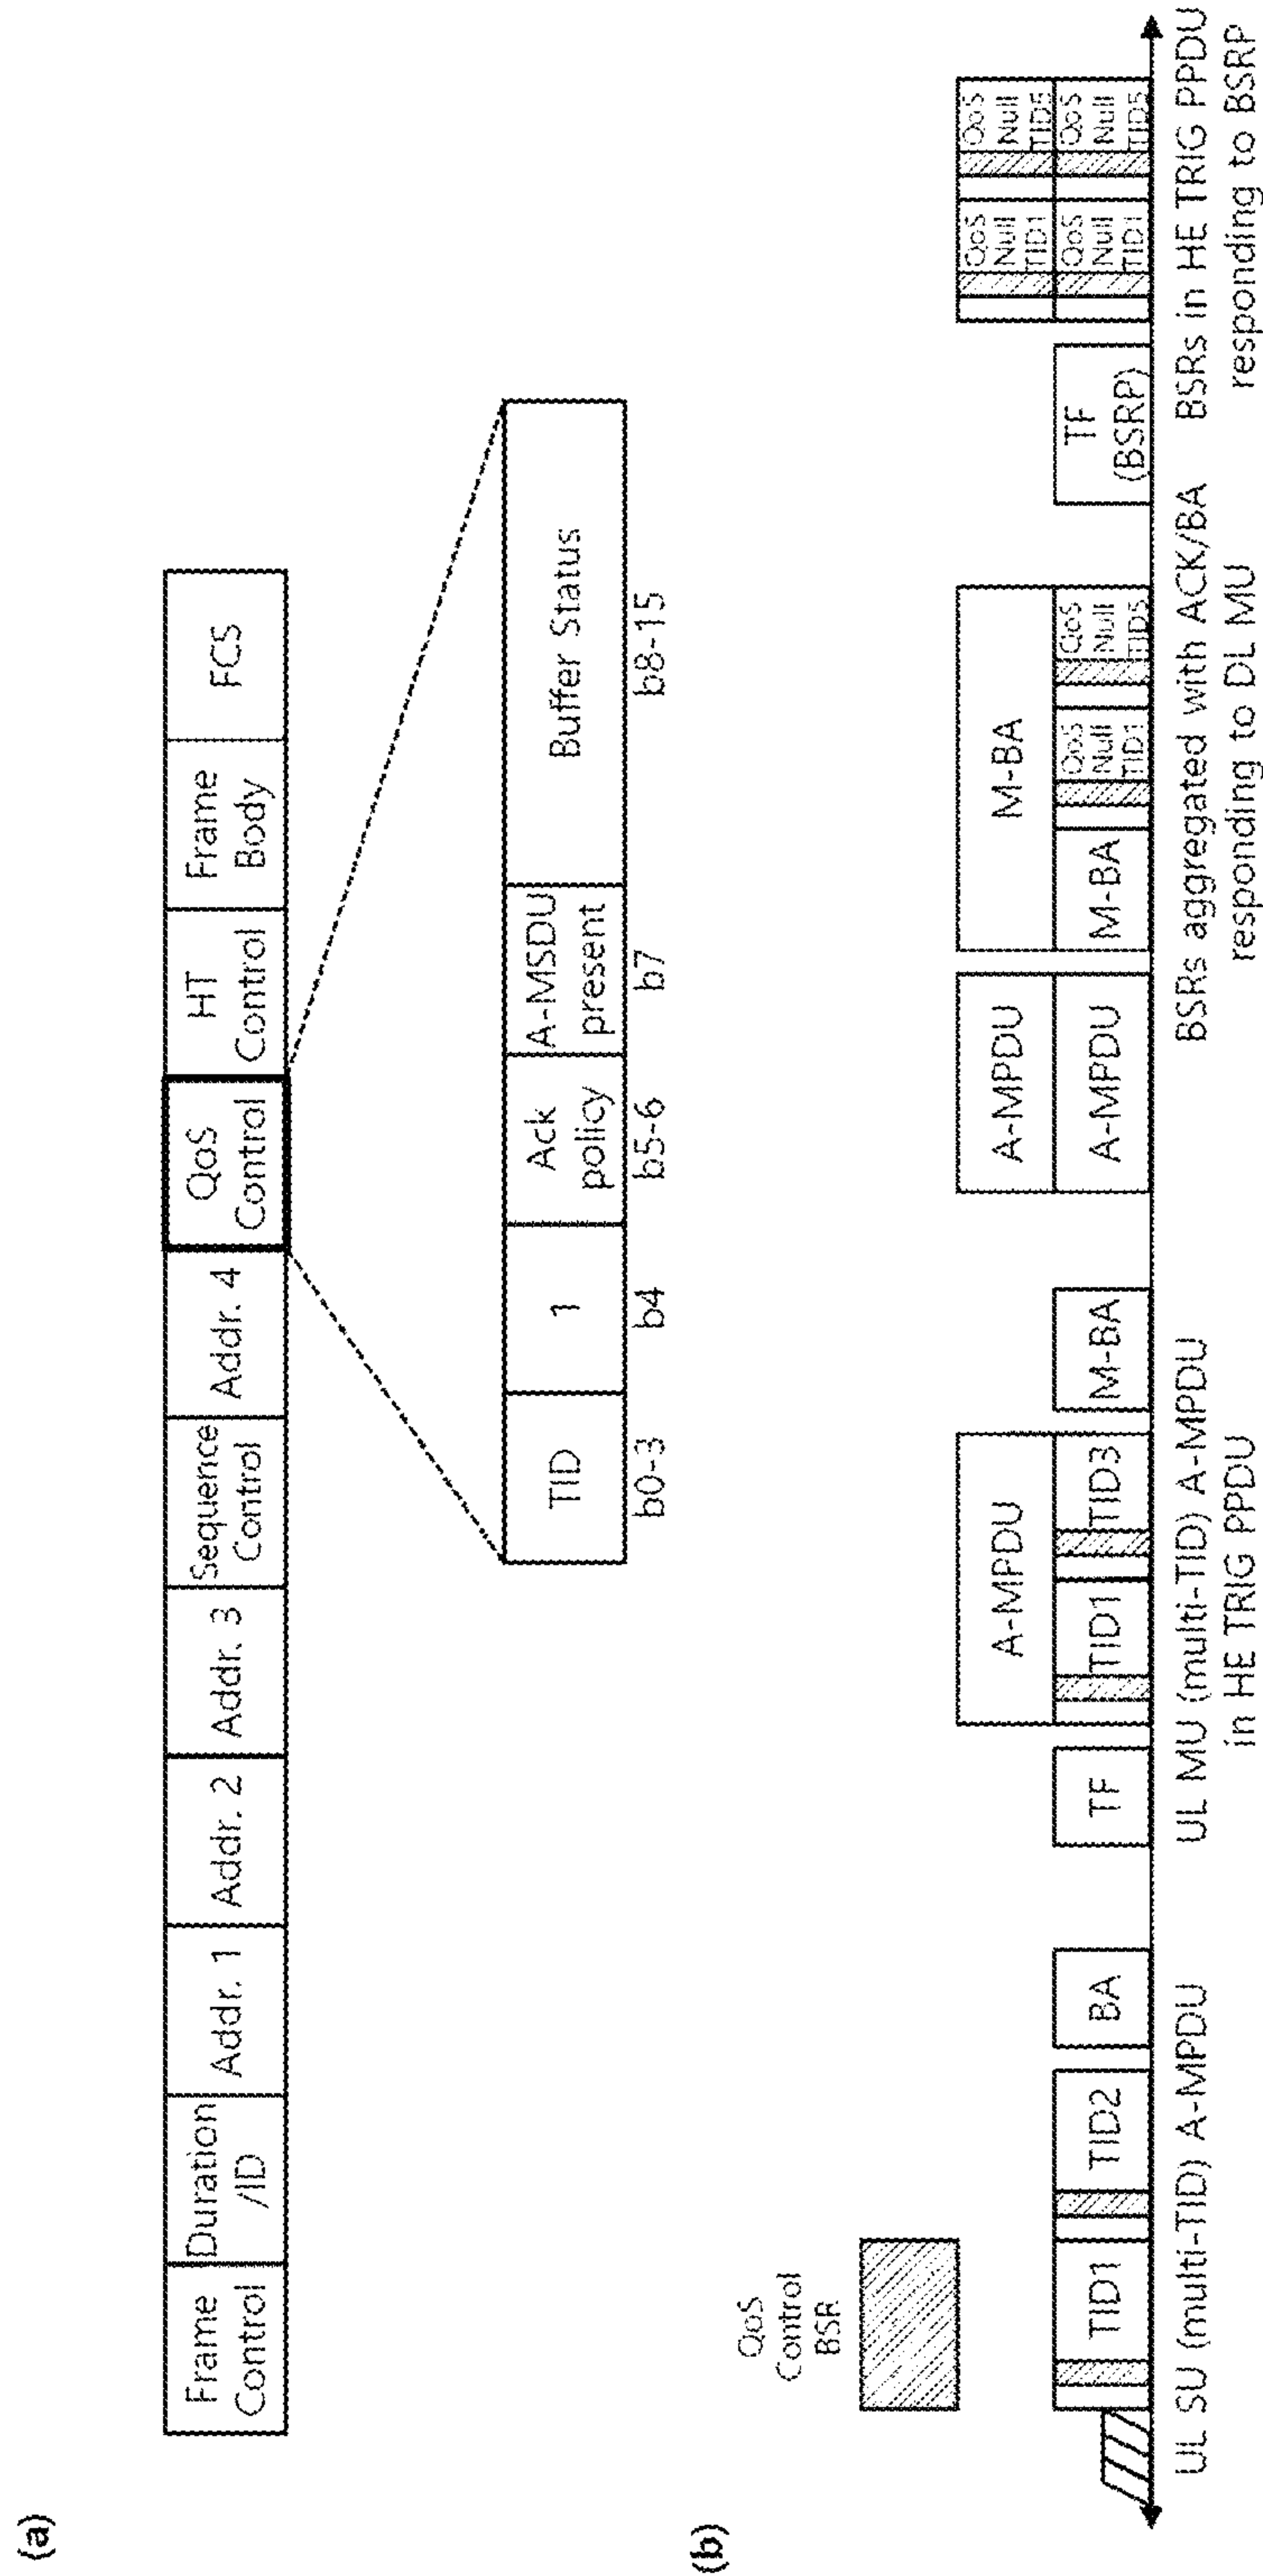 (a)
Frame
Control
Duration
/ID
Addr. 1
Addr. 2
Addr. 3
Sequence
Control
Addr. 4
QoS
Control
HT
Control
Frame
Body
FCS
TID
1
Ack
policy
A-MSDU
present
Buffer Status
b0-3
b4
b5-6
b7
b8-15
(b)
QoS
Control
BSR
TID1
TID2
BA
TF
A-MPDU
TID1
TID3
M-BA
A-MPDU
A-MPDU
M-BA
M-BA
QoS
Null
TID1
QoS
Null
TID5
TF
(BSRP)
QoS
Null
TID1
QoS
Null
TID5
QoS
Null
TID1
QoS
Null
TID5
UL SU (multi-TID) A-MPDU
UL MU (multi-TID) A-MPDU
in HE TRIG PPDU
BSRs aggregated with ACK/BA
responding to DL MU
BSRs in HE TRIG PPDU
responding to BSRP